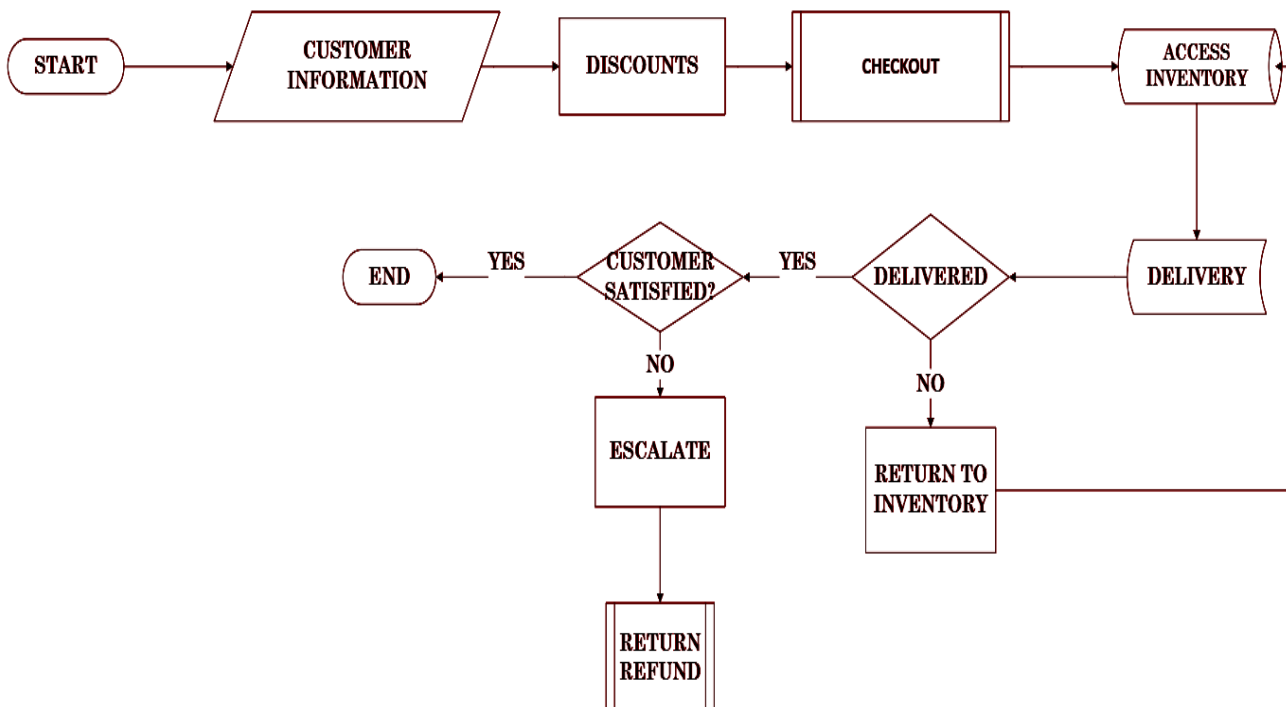 START
CUSTOMER
INFORMATION
DISCOUNTS
CHECKOUT
ACCESS
INVENTORY
END
YES
CUSTOMER
SATISFIED?
YES
DELIVERED
DELIVERY
NO
NO
ESCALATE
RETURN TO
INVENTORY
RETURN
REFUND